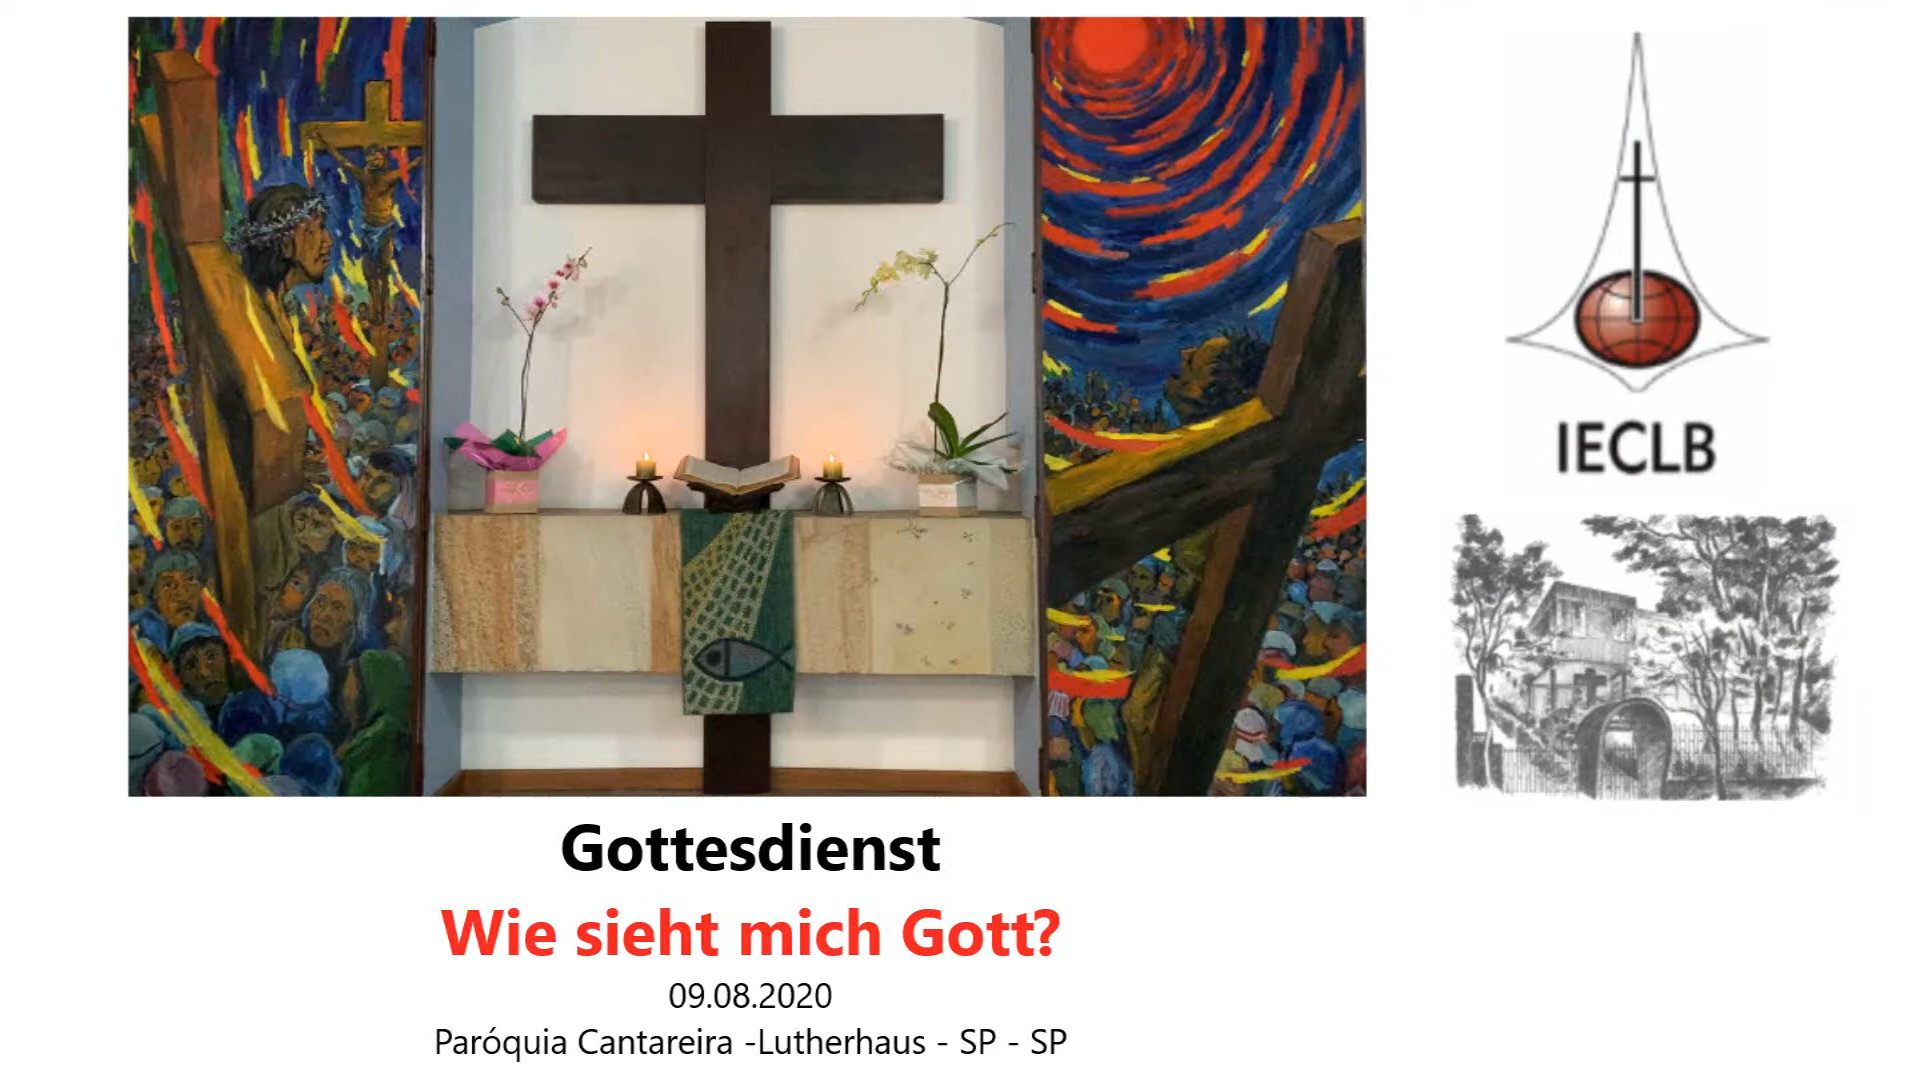 IECLB
Gottesdienst
Wie sieht mich Gott?
09.08.2020
Paróquia Cantareira -Lutherhaus - SP - SP